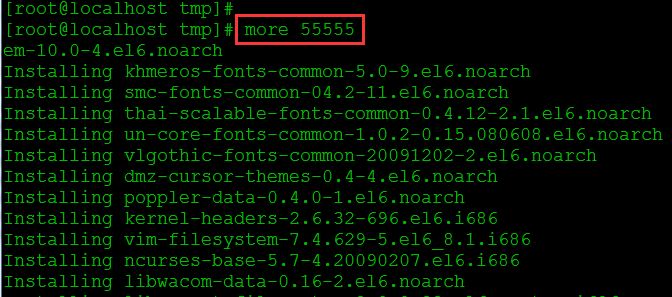 [root@localhost tmp]#
[root@localhost tmp]# more 55555
em-10.0-4.el6.noarch
Installing khmeros-fonts-common-5.0-9.el6.noarch
Installing smc-fonts-common-04.2-11.el6.noarch
Installing thai-scalable-fonts-common-0.4.12-2.1.el6.noarch
Installing un-core-fonts-common-1.0.2-0.15.080608.el6.noarch
Installing vlgothic-fonts-common-20091202-2.el6.noarch
Installing dmz-cursor-themes-0.4-4.el6.noarch
Installing poppler-data-0.4.0-1.el6.noarch
Installing kernel-headers-2.6.32-696.el6.i686
Installing vim-filesystem-7.4.629-5.el6_8.1.i686
Installing ncurses-base-5.7-4.20090207.el6.i686
Installing libwacom-data-0.16-2.el6.noarch